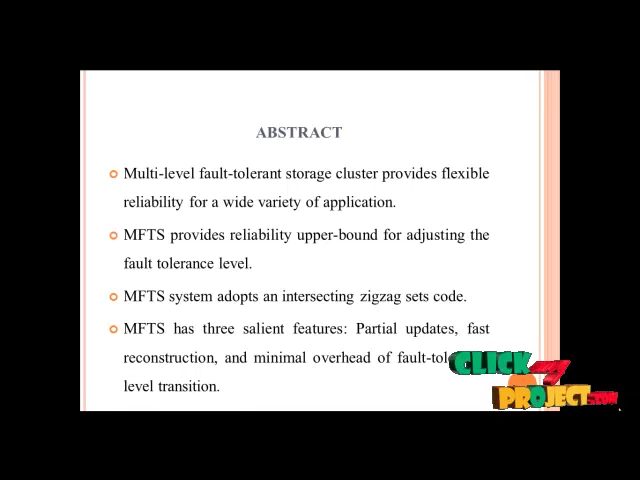 ABSTRACT
Multi-level fault-tolerant storage cluster provides flexible
reliability for a wide variety of application.
MFTS provides reliability upper-bound for adjusting the
fault tolerance level.
MFTS system adopts an intersecting zigzag sets code.
MFTS has three salient features: Partial updates, fast
reconstruction, and minimal overhead of
level transition.
CLICK my
PROJECT.COM